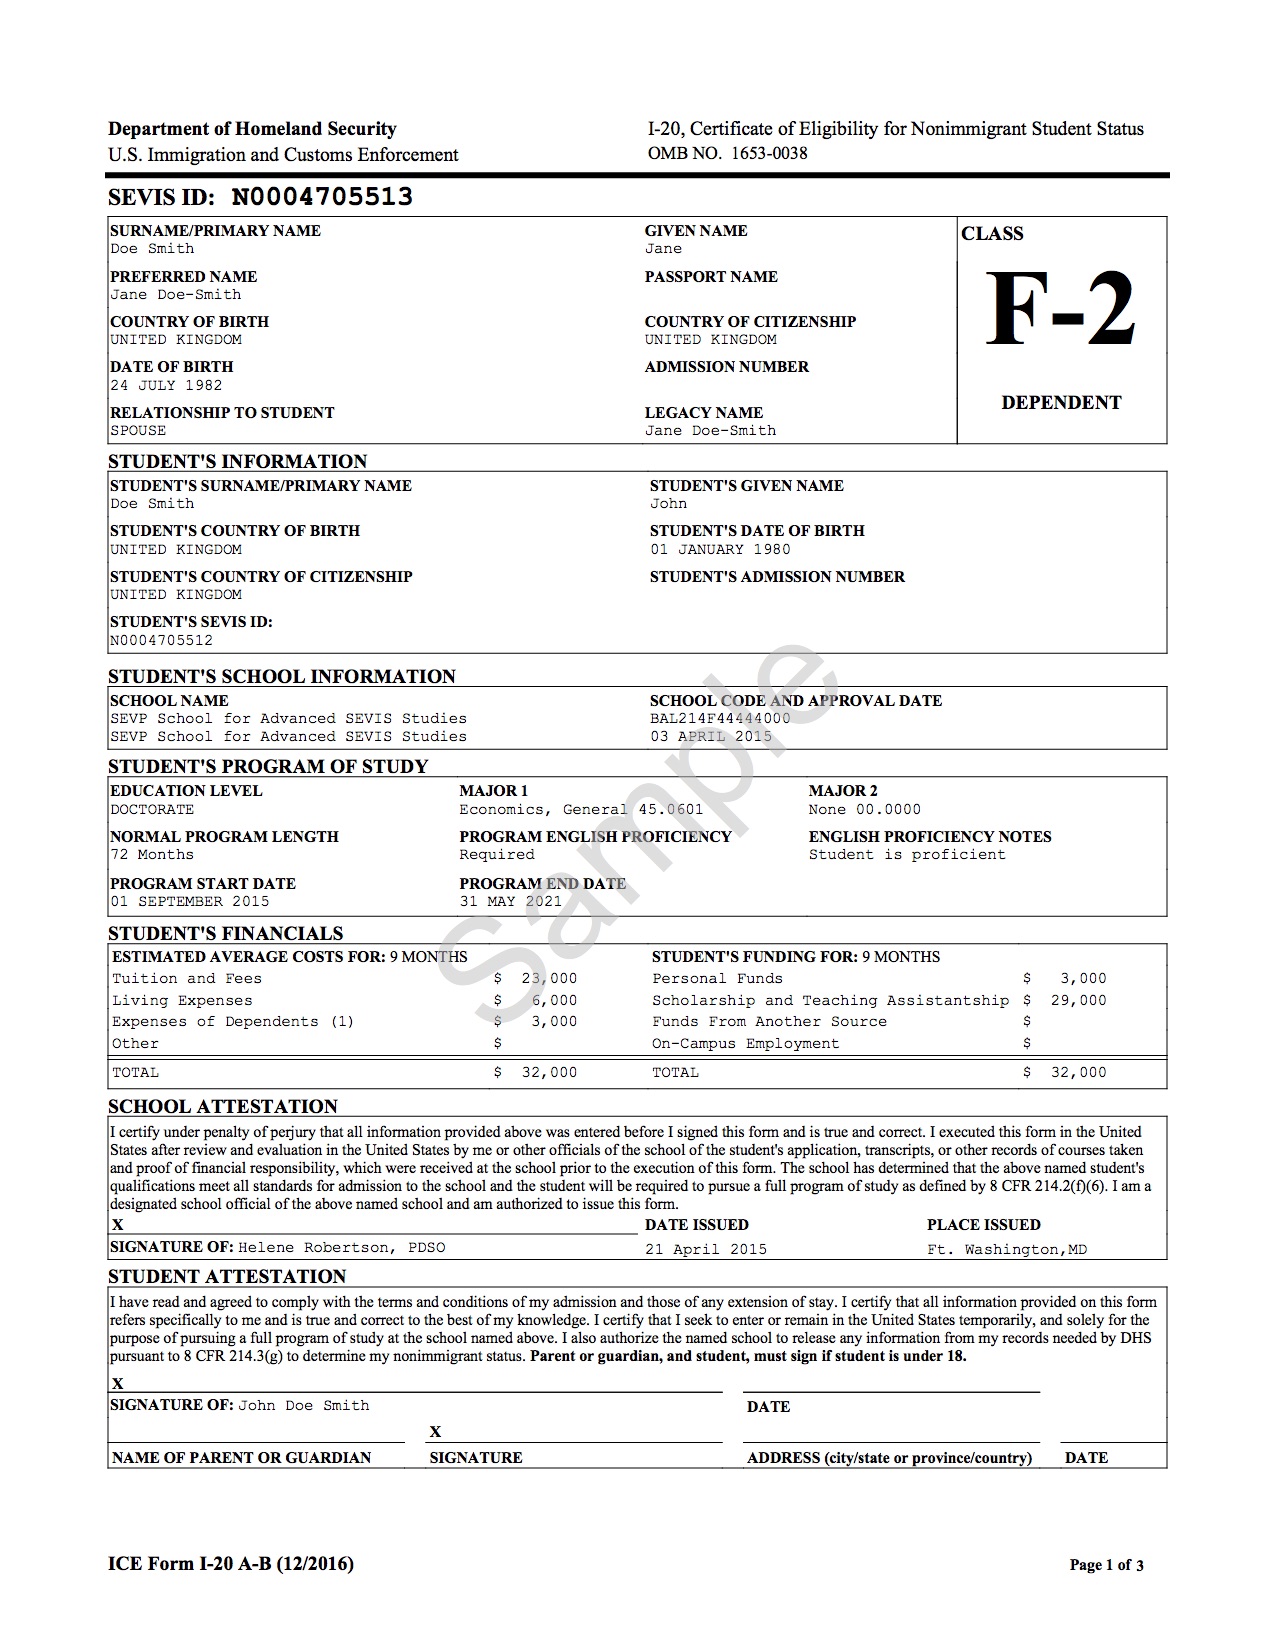 Department of Homeland Security
U.S. Immigration and Customs Enforcement
I-20, Certificate of Eligibility for Nonimmigrant Student Status
OMB NO. 1653-0038
SEVIS ID: N0004705513
SURNAME/PRIMARY NAME
Doe Smith
GIVEN NAME
Jane
CLASS
PREFERRED NAME
Jane Doe-Smith
PASSPORT NAME
F-2
COUNTRY OF BIRTH
UNITED KINGDOM
COUNTRY OF CITIZENSHIP
UNITED KINGDOM
DATE OF BIRTH
24 JULY 1982
ADMISSION NUMBER
DEPENDENT
RELATIONSHIP TO STUDENT
SPOUSE
LEGACY NAME
Jane Doe-Smith
STUDENT'S INFORMATION
STUDENT'S SURNAME/PRIMARY NAME
Doe Smith
STUDENT'S GIVEN NAME
John
STUDENT'S COUNTRY OF BIRTH
UNITED KINGDOM
STUDENT'S DATE OF BIRTH
01 JANUARY 1980
STUDENT'S COUNTRY OF CITIZENSHIP
UNITED KINGDOM
STUDENT'S ADMISSION NUMBER
STUDENT'S SEVIS ID:
N0004705512
STUDENT'S SCHOOL INFORMATION
SCHOOL NAME
SEVP School for Advanced SEVIS Studies
SEVP School for Advanced SEVIS Studies
SCHOOL CODE AND APPROVAL DATE
BAL214F44444000
03 APRIL 2015
Sample
STUDENT'S PROGRAM OF STUDY
EDUCATION LEVEL
DOCTORATE
MAJOR 1
Economics, General 45.0601
MAJOR 2
None 00.0000
NORMAL PROGRAM LENGTH
72 Months
PROGRAM ENGLISH PROFICIENCY
Required
ENGLISH PROFICIENCY NOTES
Student is proficient
PROGRAM START DATE
01 SEPTEMBER 2015
PROGRAM END DATE
31 MAY 2021
STUDENT'S FINANCIALS
ESTIMATED AVERAGE COSTS FOR: 9 MONTHS
Tuition and Fees $ 23,000
Living Expenses $ 6,000
Expenses of Dependents (1) $ 3,000
Other $
TOTAL $ 32,000
STUDENT'S FUNDING FOR: 9 MONTHS
Personal Funds $ 3,000
Scholarship and Teaching Assistantship $ 29,000
Funds From Another Source $
On-Campus Employment $
TOTAL $ 32,000
SCHOOL ATTESTATION
I certify under penalty of perjury that all information provided above was entered before I signed this form and is true and correct. I executed this form in the United
States after review and evaluation in the United States by me or other officials of the school of the student's application, transcripts, or other records of courses taken
and proof of financial responsibility, which were received at the school prior to the execution of this form. The school has determined that the above named student's
qualifications meet all standards for admission to the school and the student will be required to pursue a full program of study as defined by 8 CFR 214.2(f)(6). I am a
designated school official of the above named school and am authorized to issue this form.
X
SIGNATURE OF: Helene Robertson, PDSO
DATE ISSUED
21 April 2015
PLACE ISSUED
Ft. Washington,MD
STUDENT ATTESTATION
I have read and agreed to comply with the terms and conditions of my admission and those of any extension of stay. I certify that all information provided on this form
refers specifically to me and is true and correct to the best of my knowledge. I certify that I seek to enter or remain in the United States temporarily, and solely for the
purpose of pursuing a full program of study at the school named above. I also authorize the named school to release any information from my records needed by DHS
pursuant to 8 CFR 214.3(g) to determine my nonimmigrant status. Parent or guardian, and student, must sign if student is under 18.
X
SIGNATURE OF: John Doe Smith
DATE
X
NAME OF PARENT OR GUARDIAN
SIGNATURE
ADDRESS (city/state or province/country)
DATE
ICE Form I-20 A-B (12/2016)
Page 1 of 3